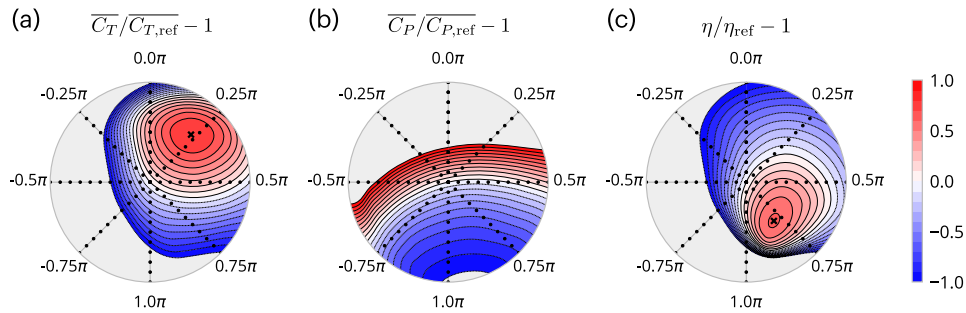 (a) $\overline{C_T}/\overline{C_{T,\mathrm{ref}}} - 1$
0.0π
-0.25π 0.25π
-0.5π 0.5π
-0.75π 0.75π
1.0π
(b) $\overline{C_P}/\overline{C_{P,\mathrm{ref}}} - 1$
0.0π
-0.25π 0.25π
-0.5π 0.5π
-0.75π 0.75π
1.0π
(c) $\eta/\eta_{\mathrm{ref}} - 1$
0.0π
-0.25π 0.25π
-0.5π 0.5π
-0.75π 0.75π
1.0π
1.0
0.5
0.0
−0.5
−1.0